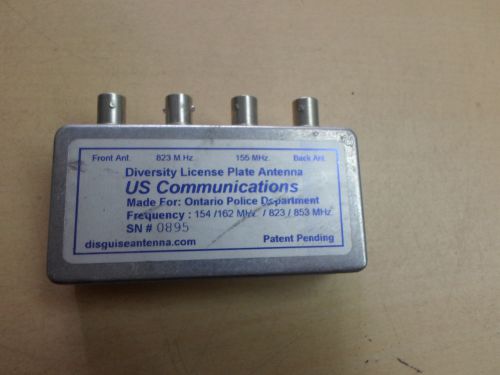 Front Ant. 823 M Hz. 155 MHz. Back Ant.
Diversity License Plate Antenna
US Communications
Made For: Ontario Police Department
Frequency : 154 /162 MHz. / 823 / 853 MHz.
SN # 0895
disguiseantenna.com Patent Pending